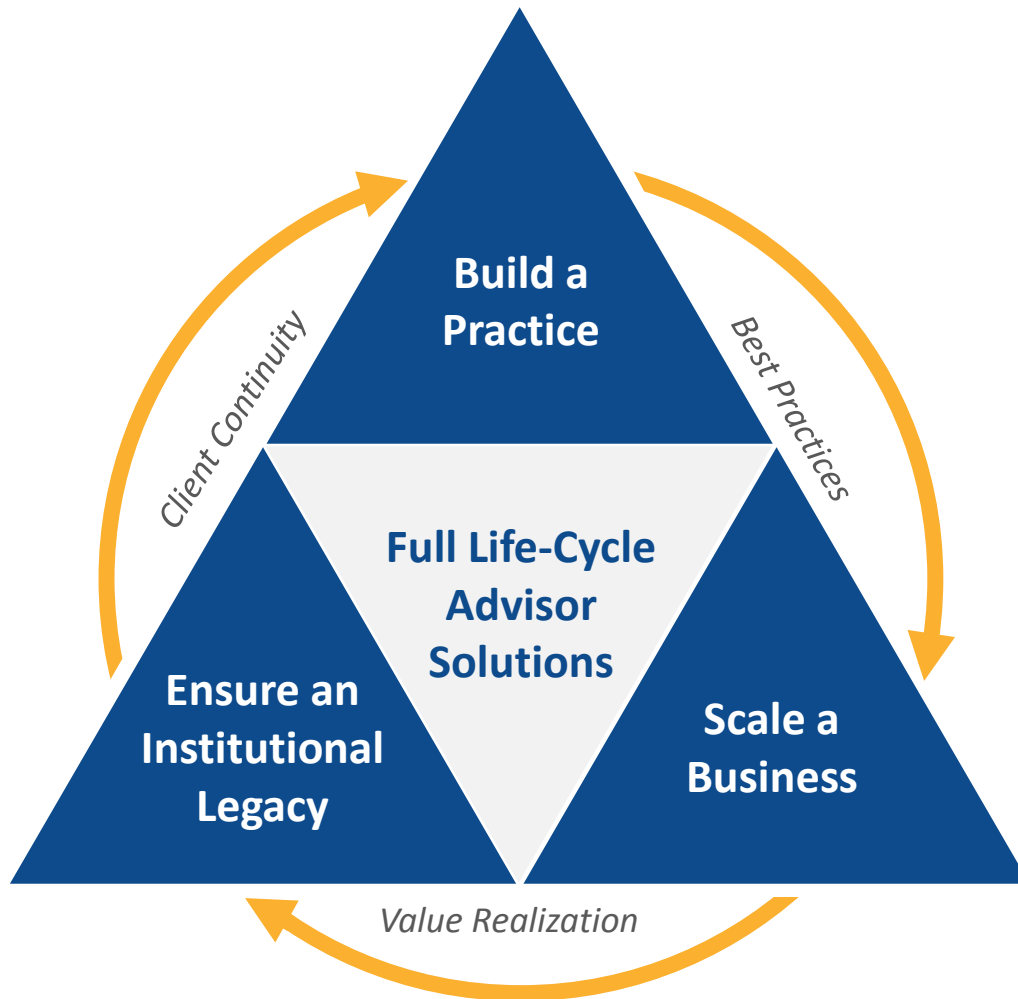 Build a
Practice
Client Continuity
Best Practices
Full Life-Cycle
Advisor
Solutions
Ensure an
Institutional
Legacy
Scale a
Business
Value Realization